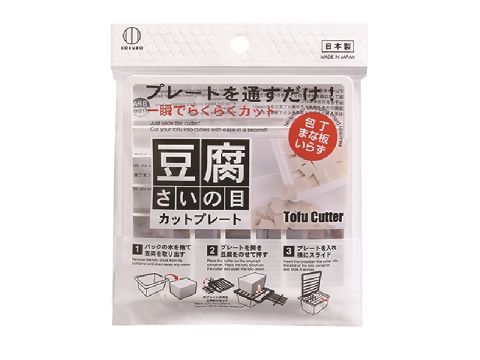 KOKUBO
日本製
MADE IN JAPAN
プレートを通すだけ!
一瞬でらくらくカット
Just slide this cutter!
Cut your tofu into cubes with ease in a second!
包丁
まな板
いらず
豆腐
さいの目
カットプレート
Tofu Cutter
1 パックの水を捨て
豆腐を取り出す
2 プレートを開き
豆腐をのせて押す
3 プレートを入れ
横にスライド